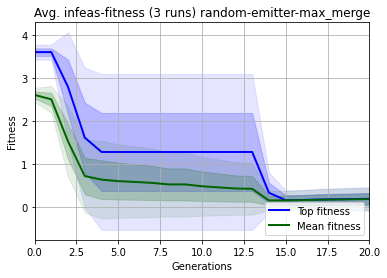 Avg. infeas-fitness (3 runs) random-emitter-max_merge
4
3
2
1
0
Fitness
0.0 2.5 5.0 7.5 10.0 12.5 15.0 17.5 20.0
Generations
Top fitness
Mean fitness